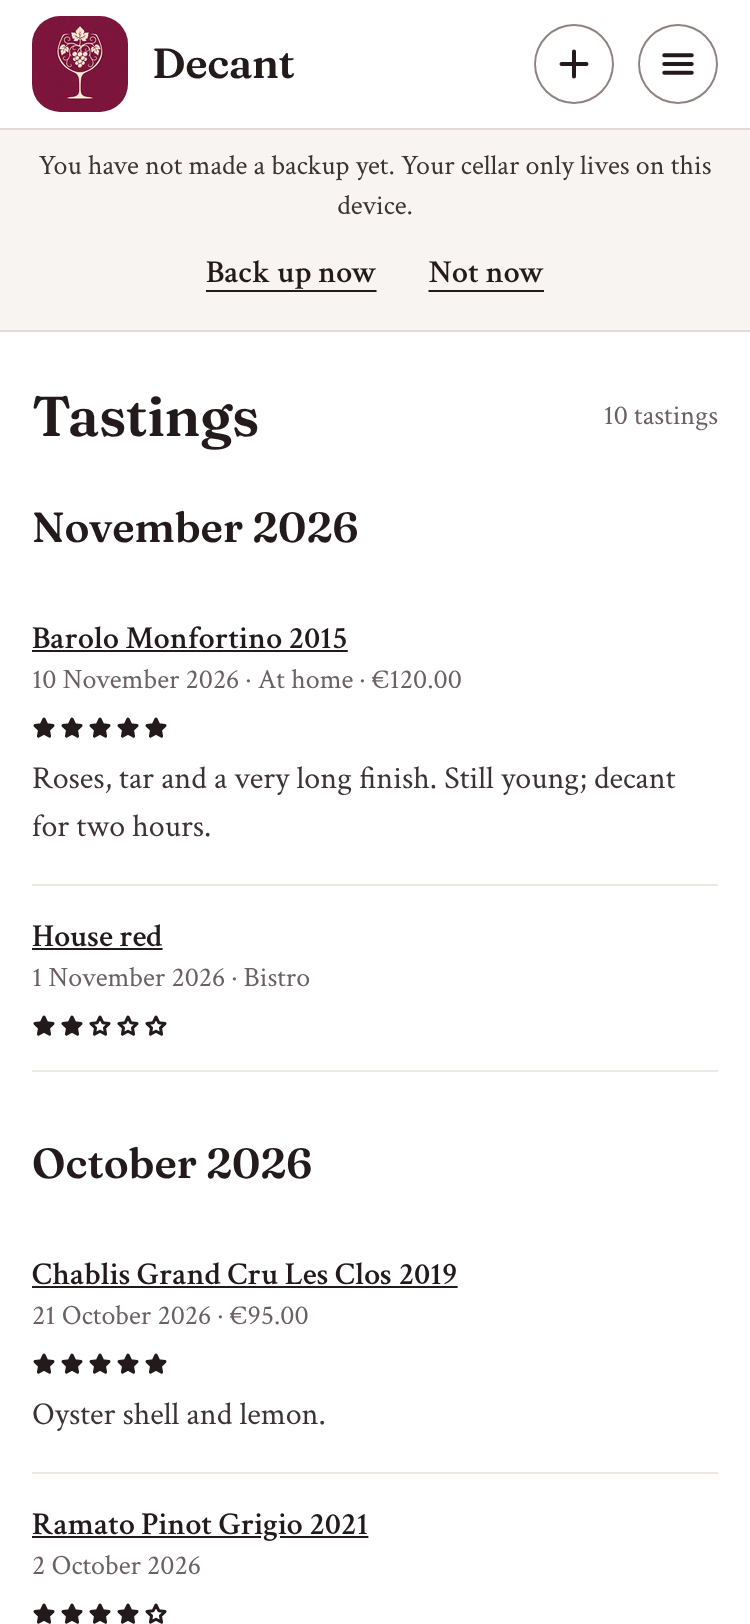 Decant
You have not made a backup yet. Your cellar only lives on this
device.
Back up now Not now
Tastings 10 tastings
November 2026
Barolo Monfortino 2015
10 November 2026 · At home · €120.00
Roses, tar and a very long finish. Still young; decant
for two hours.
House red
1 November 2026 · Bistro
October 2026
Chablis Grand Cru Les Clos 2019
21 October 2026 · €95.00
Oyster shell and lemon.
Ramato Pinot Grigio 2021
2 October 2026